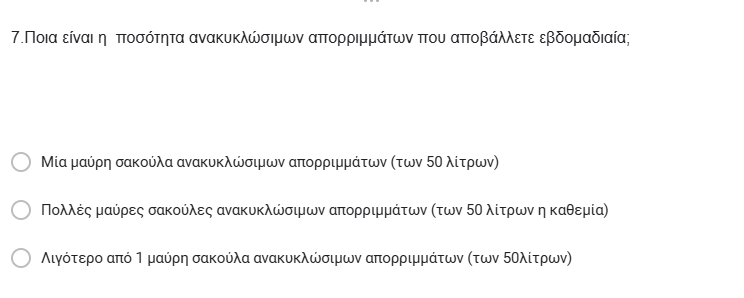 7.Ποια είναι η  ποσότητα ανακυκλώσιμων απορριμμάτων που αποβάλλετε εβδομαδιαία;
Μία μαύρη σακούλα ανακυκλώσιμων απορριμμάτων (των 50 λίτρων)
Πολλές μαύρες σακούλες ανακυκλώσιμων απορριμμάτων (των 50 λίτρων η καθεμία)
Λιγότερο από 1 μαύρη σακούλα ανακυκλώσιμων απορριμμάτων (των 50λίτρων)